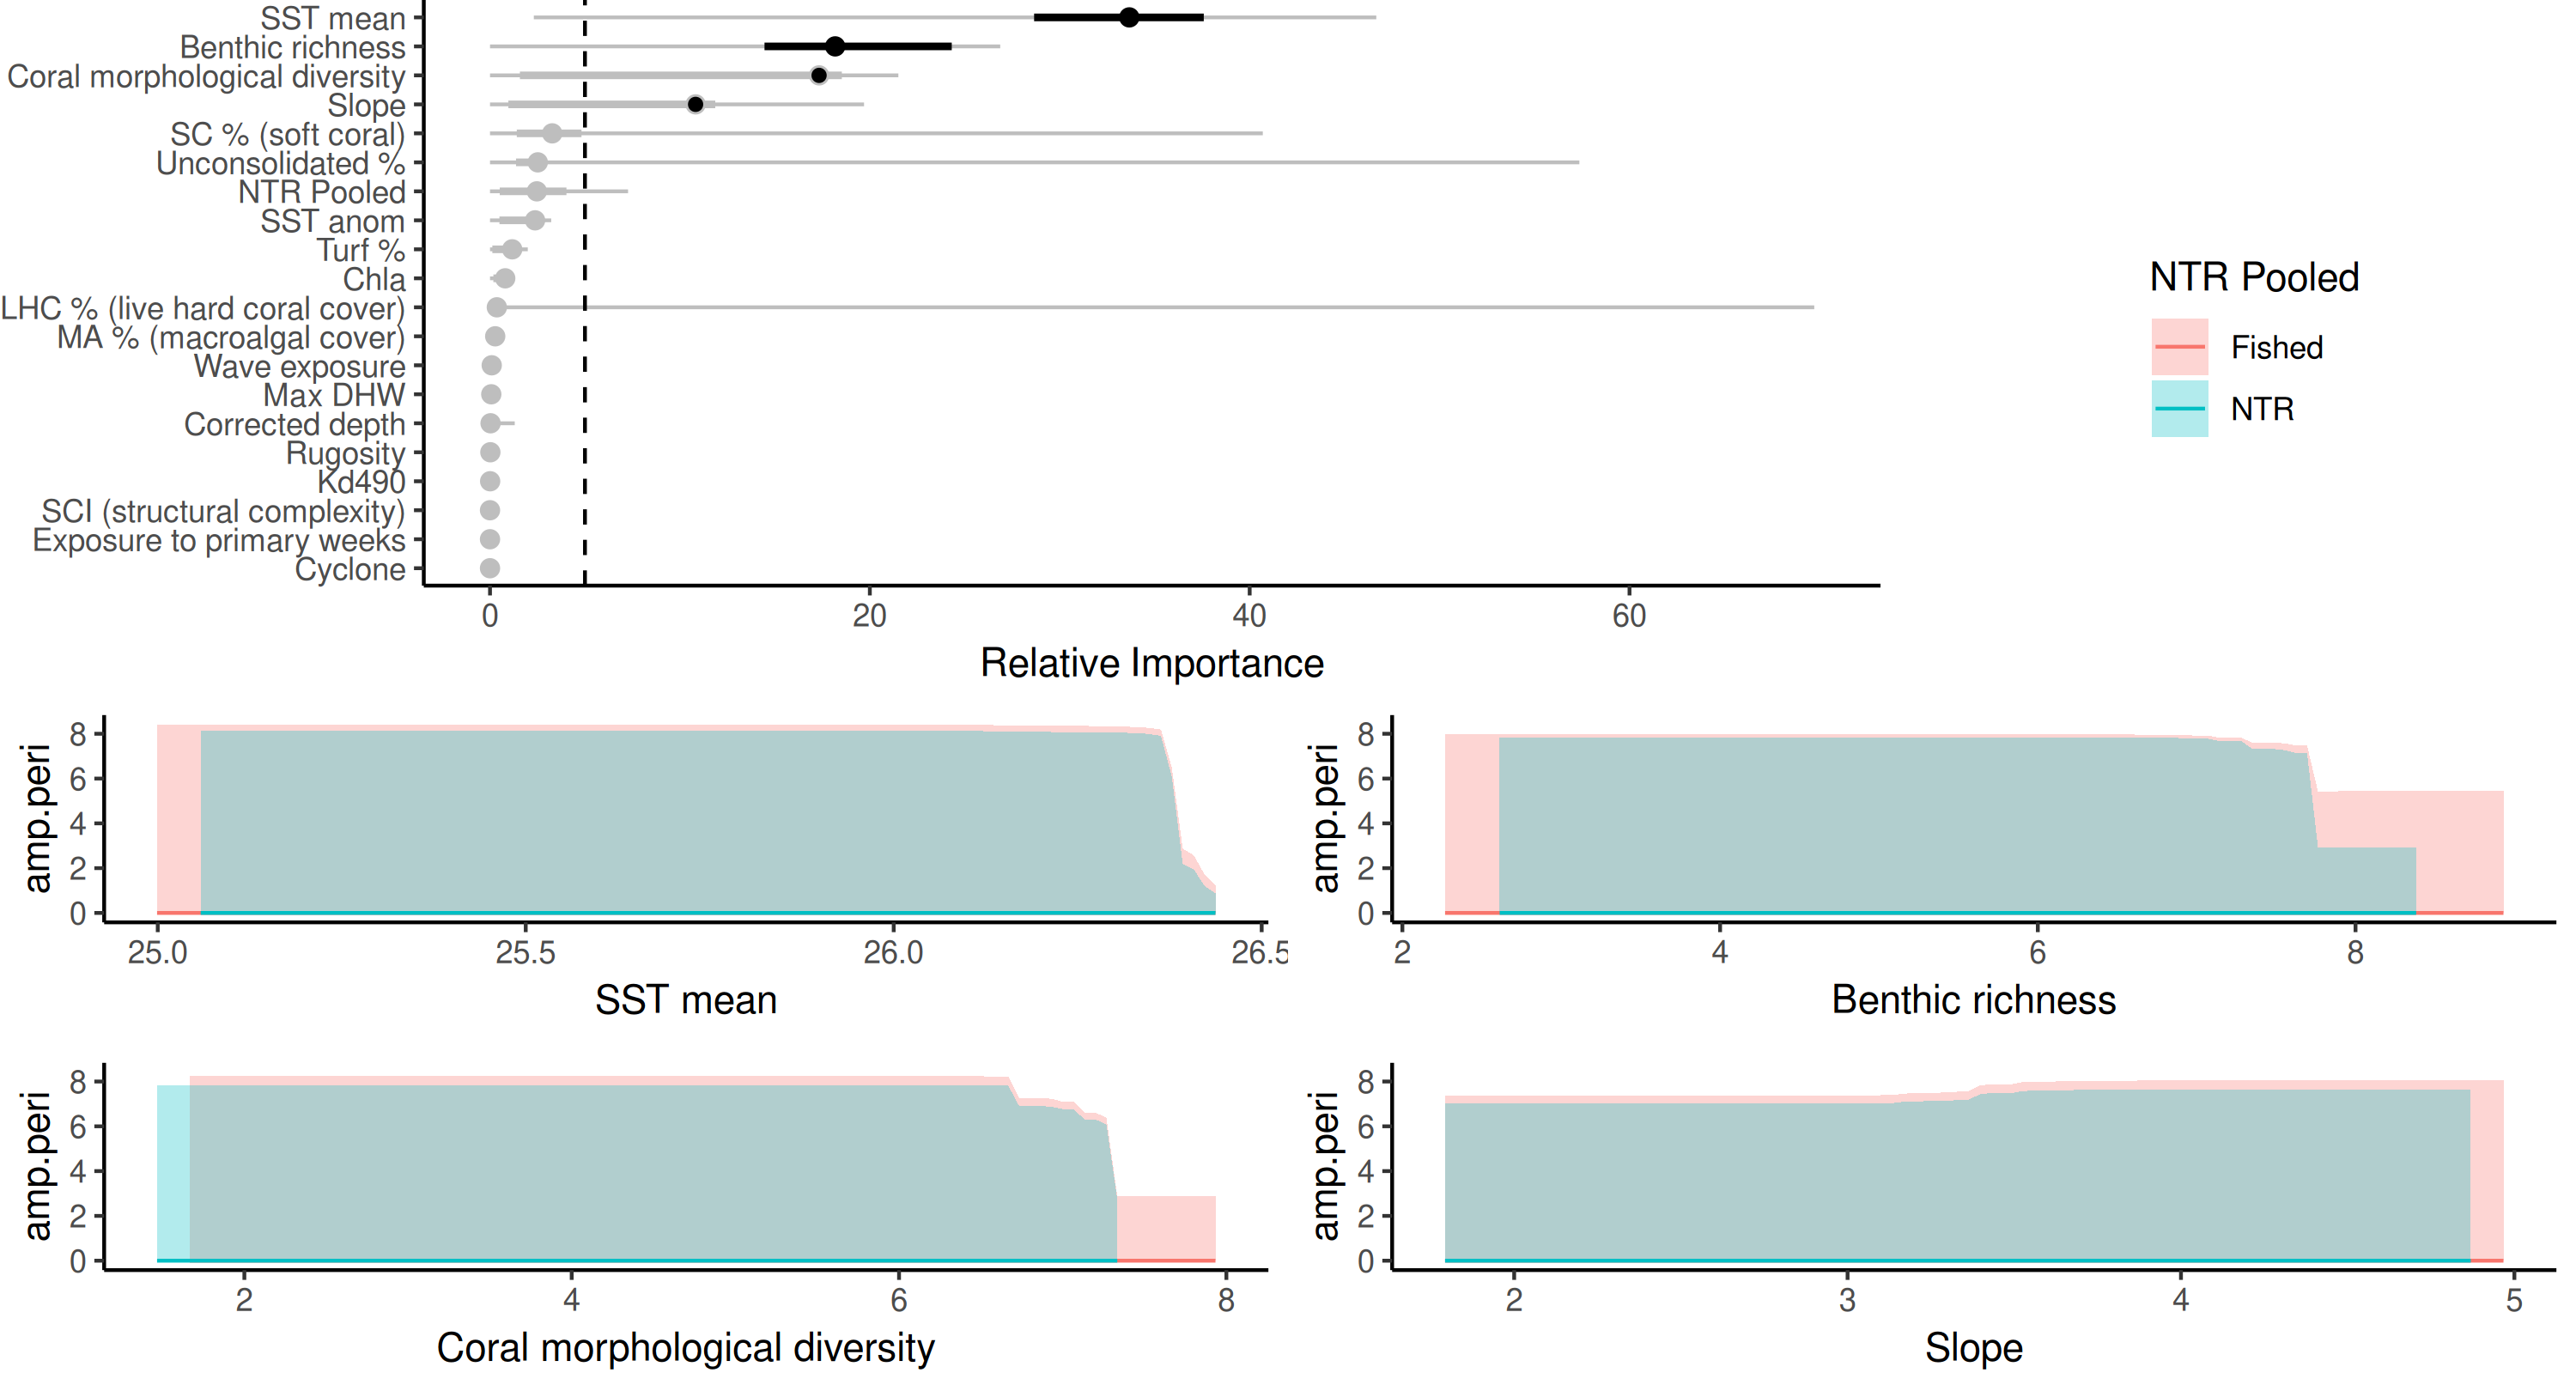 SST mean
Benthic richness
Coral morphological diversity
Slope
SC % (soft coral)
Unconsolidated %
NTR Pooled
SST anom
Turf %
Chla
LHC % (live hard coral cover)
MA % (macroalgal cover)
Wave exposure
Max DHW
Corrected depth
Rugosity
Kd490
SCI (structural complexity)
Exposure to primary weeks
Cyclone
0 20 40 60
Relative Importance
NTR Pooled
Fished
NTR
8
6
4
2
0
amp.peri
25.0 25.5 26.0 26.5
SST mean
8
6
4
2
0
amp.peri
2 4 6 8
Benthic richness
8
6
4
2
0
amp.peri
2 4 6 8
Coral morphological diversity
8
6
4
2
0
amp.peri
2 3 4 5
Slope